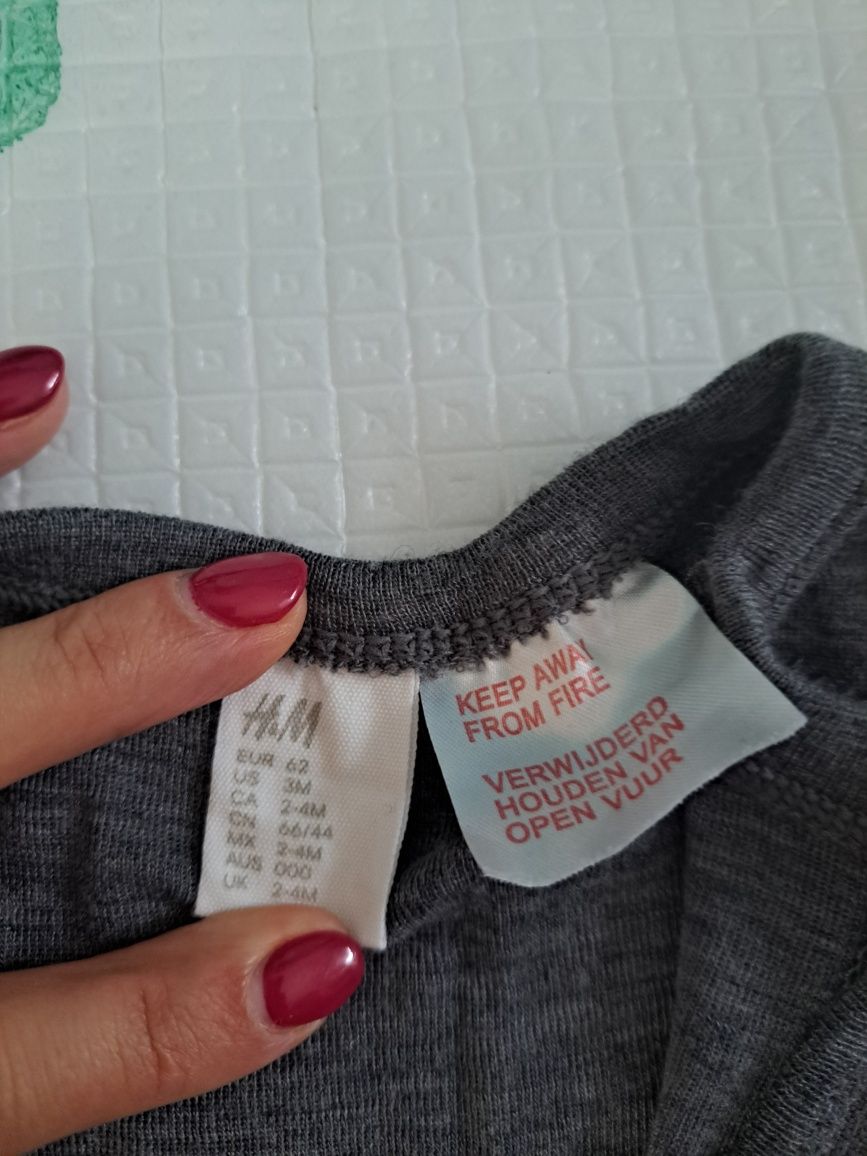 H&M
EUR 62
US 3M
CA 2-4M
CN 66/44
MX 2-4M
AUS 000
UK 2-4M
KEEP AWAY
FROM FIRE
VERWIJDERD
HOUDEN VAN
OPEN VUUR